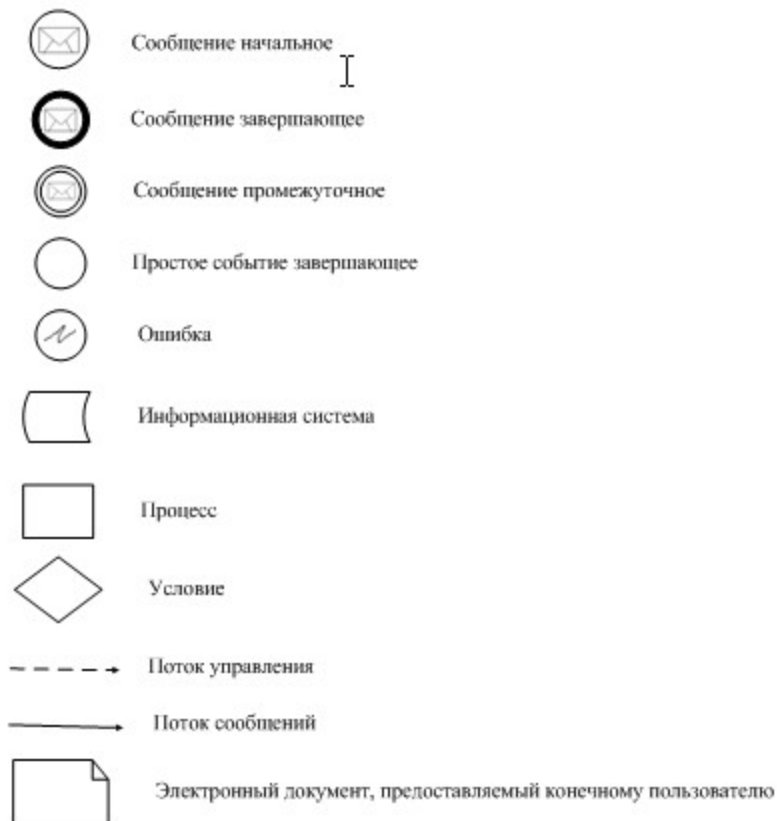 Сообщение начальное
Сообщение завершающее
Сообщение промежуточное
Простое событие завершающее
Ошибка
Информационная система
Процесс
Условие
Поток управления
Поток сообщений
Электронный документ, предоставляемый конечному пользователю